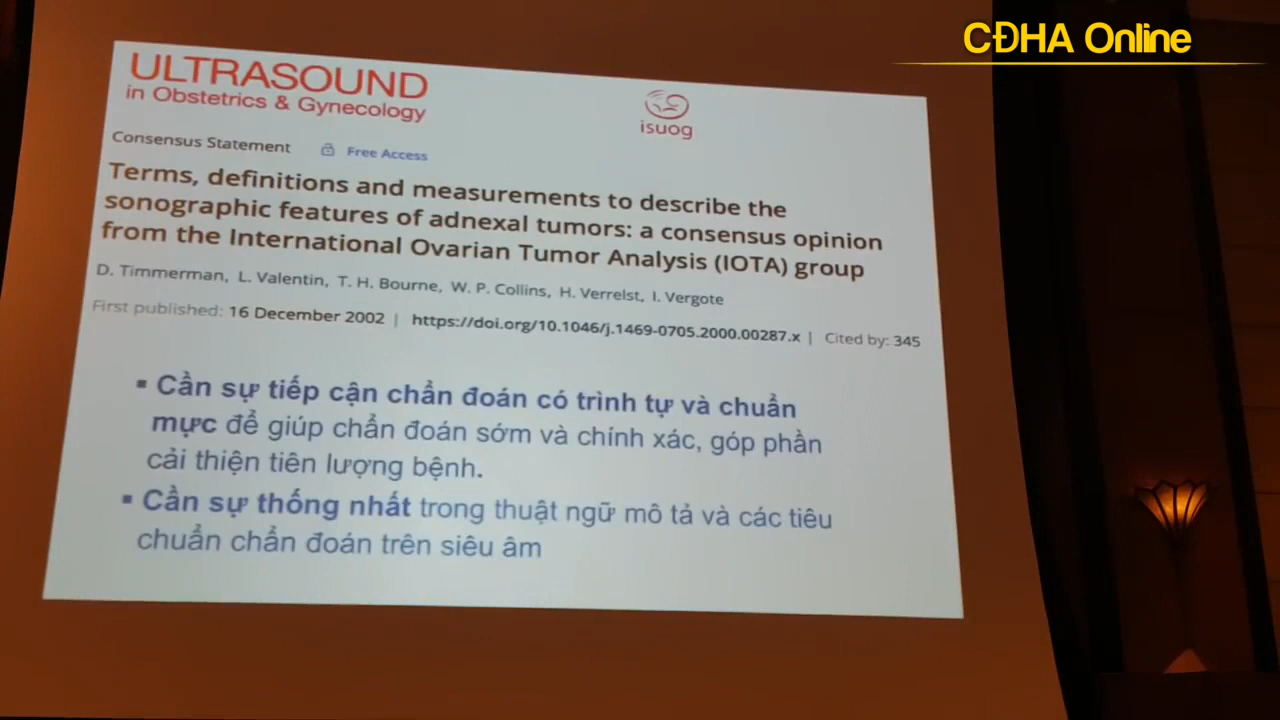 CĐHA Online
ULTRASOUND
in Obstetrics & Gynecology
isuog
Consensus Statement Free Access
Terms, definitions and measurements to describe the
sonographic features of adnexal tumors: a consensus opinion
from the International Ovarian Tumor Analysis (IOTA) group
D. Timmerman, L. Valentin, T. H. Bourne, W. P. Collins, H. Verrelst, I. Vergote
First published: 16 December 2002 | https://doi.org/10.1046/j.1469-0705.2000.00287.x | Cited by: 345
▪ Cần sự tiếp cận chẩn đoán có trình tự và chuẩn
mực để giúp chẩn đoán sớm và chính xác, góp phần
cải thiện tiên lượng bệnh.
▪ Cần sự thống nhất trong thuật ngữ mô tả và các tiêu
chuẩn chẩn đoán trên siêu âm